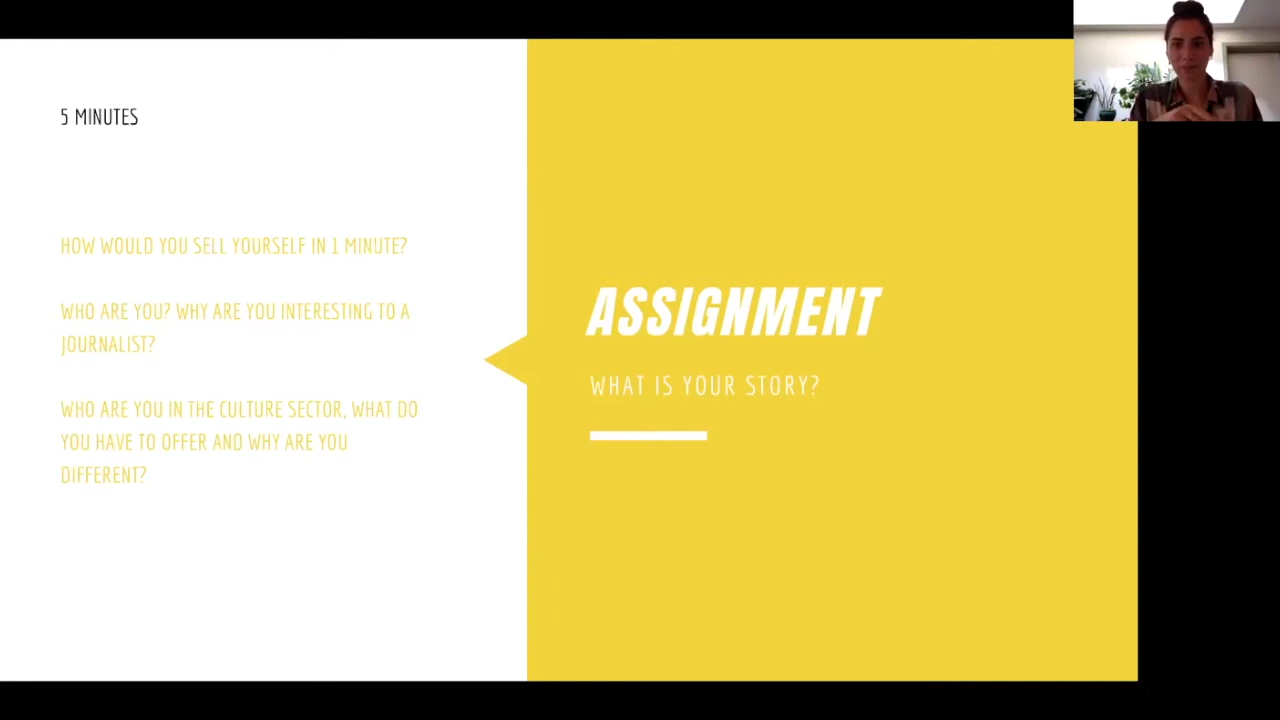 5 MINUTES
HOW WOULD YOU SELL YOURSELF IN 1 MINUTE?
WHO ARE YOU? WHY ARE YOU INTERESTING TO A
JOURNALIST?
WHO ARE YOU IN THE CULTURE SECTOR, WHAT DO
YOU HAVE TO OFFER AND WHY ARE YOU
DIFFERENT?
ASSIGNMENT
WHAT IS YOUR STORY?